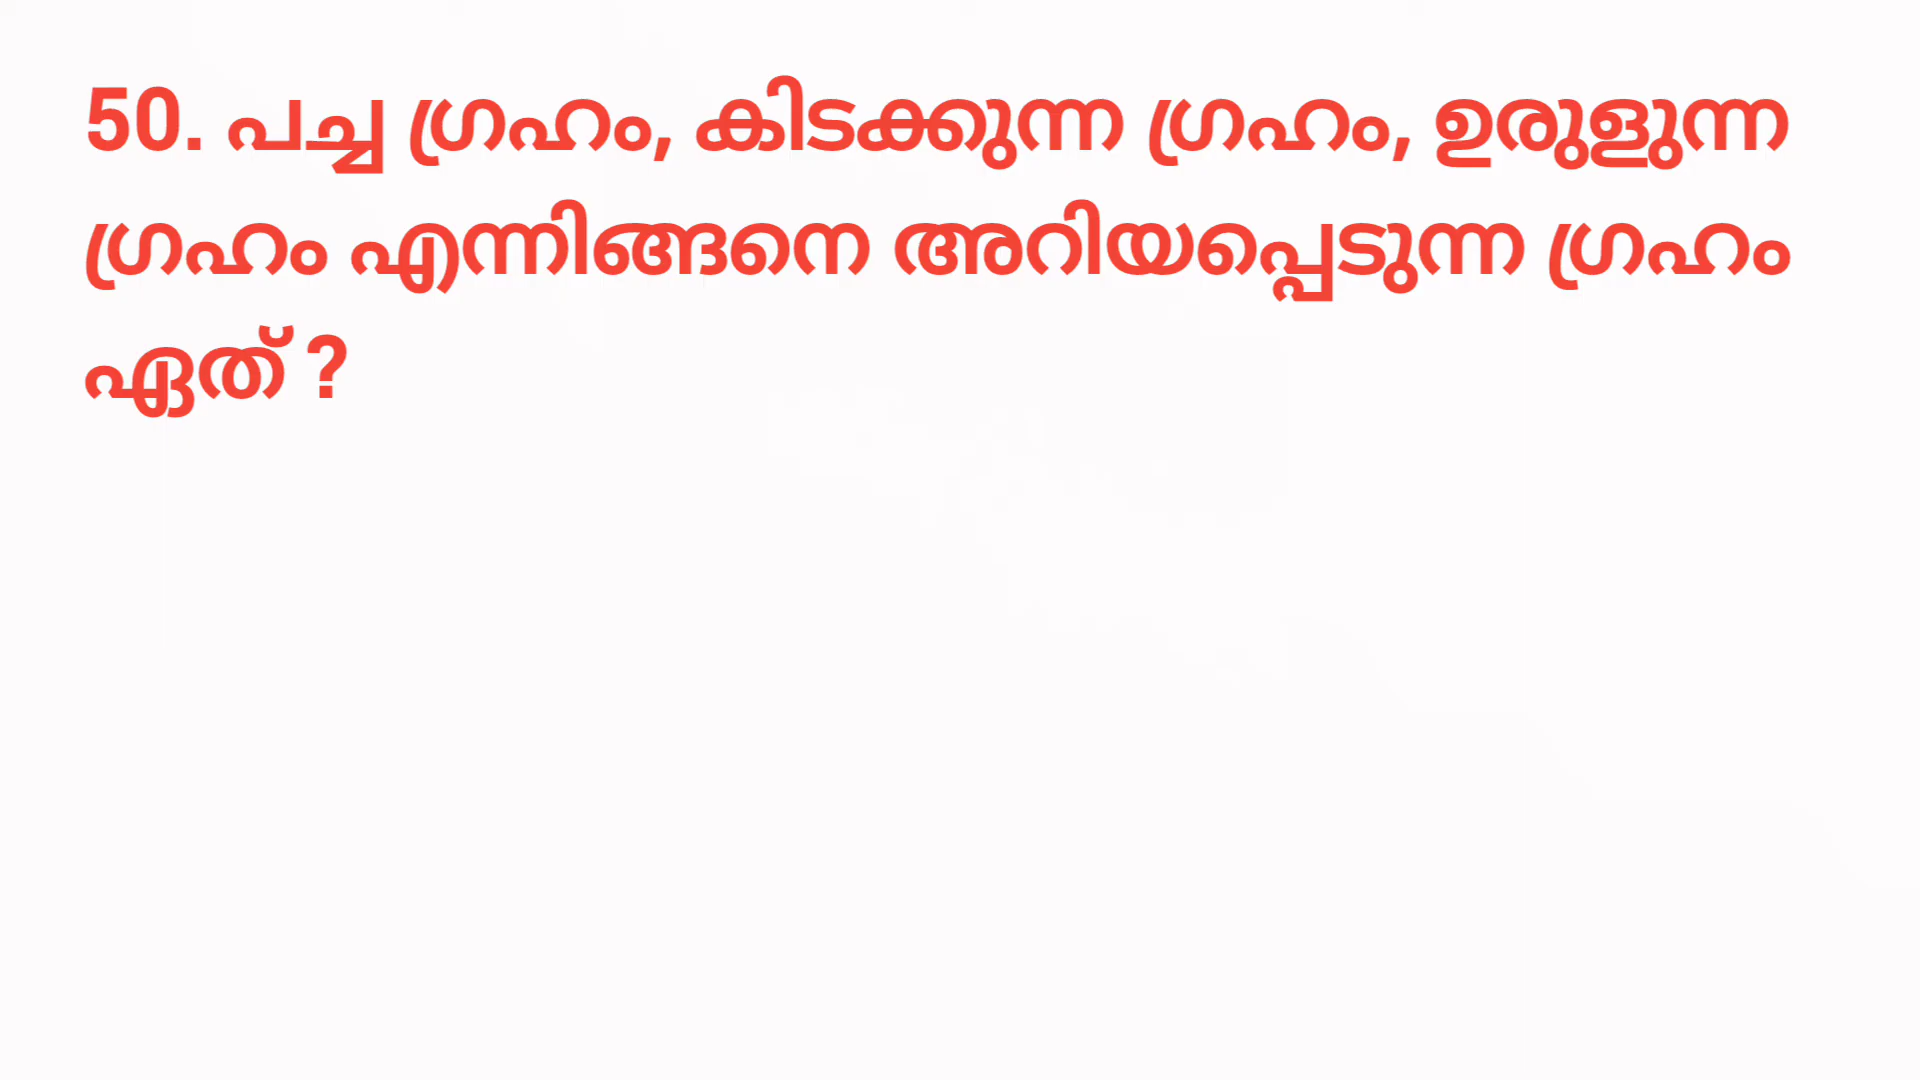 50. പച്ച ഗ്രഹം, കിടക്കുന്ന ഗ്രഹം, ഉരുളുന്ന
ഗ്രഹം എന്നിങ്ങനെ അറിയപ്പെടുന്ന ഗ്രഹം
ഏത് ?